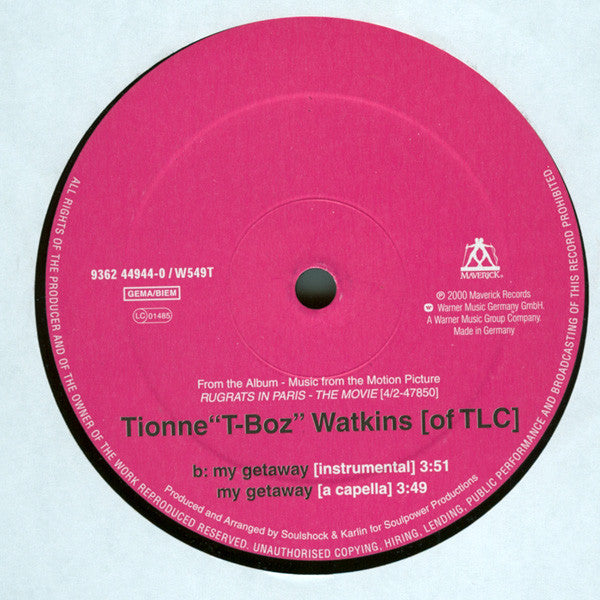 9362 44944-0 / W549T
GEMA/BIEM
LC 01485
MAVERICK®
℗ 2000 Maverick Records
Warner Music Germany GmbH.
A Warner Music Group Company.
Made in Germany
From the Album - Music from the Motion Picture
RUGRATS IN PARIS - THE MOVIE [4/2-47850]
Tionne“T-Boz” Watkins [of TLC]
b: my getaway [instrumental] 3:51
my getaway [a capella] 3:49
Produced and Arranged by Soulshock & Karlin for Soulpower Productions
ALL RIGHTS OF THE PRODUCER AND OF THE OWNER OF THE WORK REPRODUCED RESERVED. UNAUTHORISED COPYING, HIRING, LENDING, PUBLIC PERFORMANCE AND BROADCASTING OF THIS RECORD PROHIBITED.